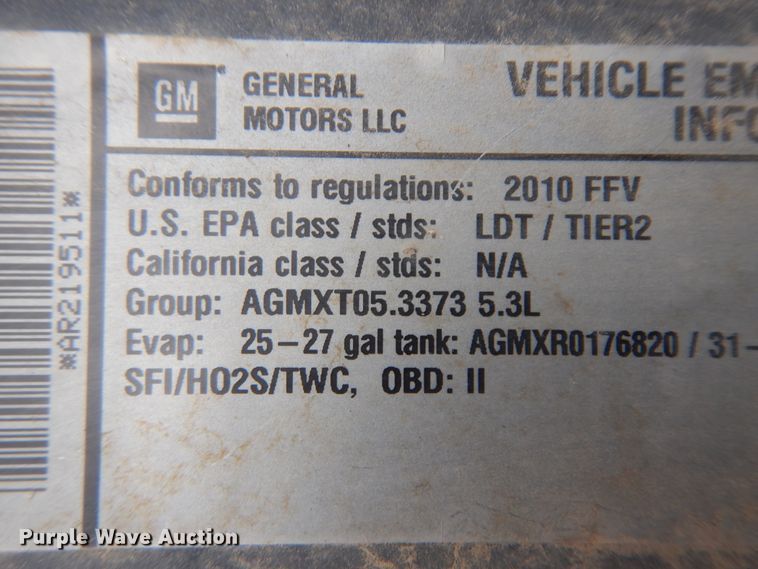 *AR219511*
GM
GENERAL
MOTORS LLC
VEHICLE EM
INFO
Conforms to regulations: 2010 FFV
U.S. EPA class / stds: LDT / TIER2
California class / stds: N/A
Group: AGMXT05.3373 5.3L
Evap: 25-27 gal tank: AGMXR0176820 / 31-
SFI/HO2S/TWC, OBD: II
Purple Wave Auction